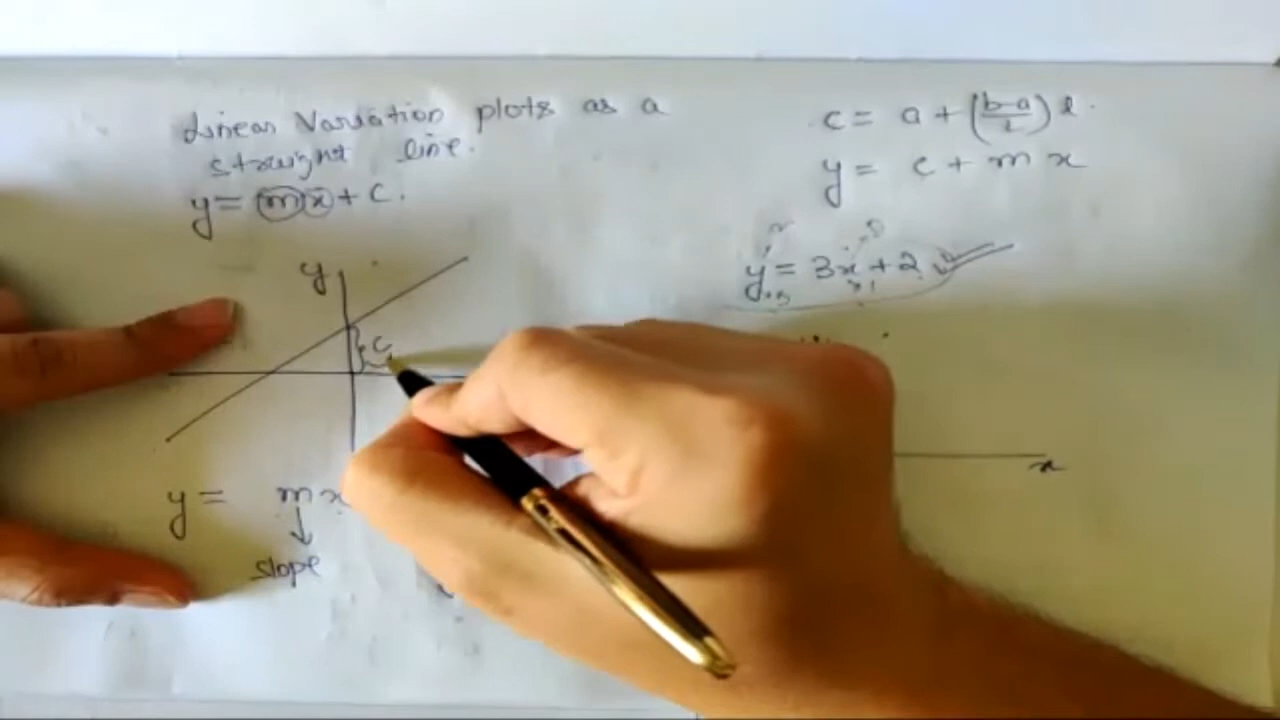 Linear Variation plots as a
straight line.
y = mx + c.
y
c
y = mx
slope
c = a + (b-a/L) l.
y = c + mx
y = 3x + 2
x